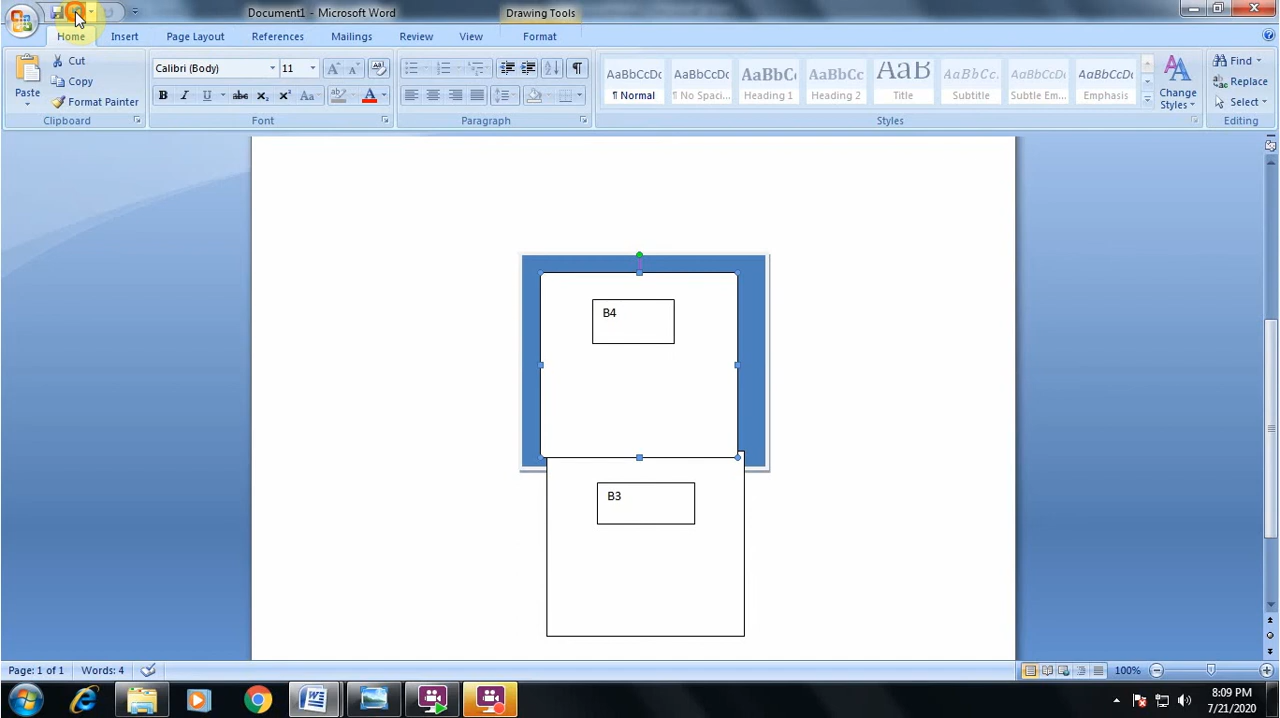 Document1 - Microsoft Word
Drawing Tools
Home
Insert
Page Layout
References
Mailings
Review
View
Format
Paste
Cut
Copy
Format Painter
Clipboard
Calibri (Body)
11
Font
Paragraph
AaBbCcDc
¶ Normal
AaBbCcDc
¶ No Spaci...
AaBbCc
Heading 1
AaBbCc
Heading 2
AaB
Title
AaBbCc.
Subtitle
AaBbCcDc
Subtle Em...
AaBbCcDc
Emphasis
Change
Styles
Styles
Find
Replace
Select
Editing
B4
B3
Page: 1 of 1
Words: 4
100%
8:09 PM
7/21/2020